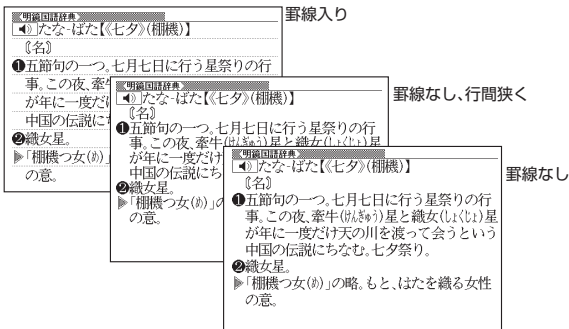 罫線入り
明鏡国語辞典
たな‐ばた【《七夕》(棚機)】
〘名〙
❶五節句の一つ。七月七日に行う星祭りの行
事。この夜、牽牛
が年に一度だけ
中国の伝説に
❷織女星。
▶「棚機つ女(め)」
の意。
罫線なし、行間狭く
明鏡国語辞典
たな‐ばた【《七夕》(棚機)】
〘名〙
❶五節句の一つ。七月七日に行う星祭りの行
事。この夜、牽牛(けんぎゅう)星と織女(しょくじょ)星
が年に一度だけ
中国の伝説にち
❷織女星。
▶「棚機つ女(め)」の
の意。
罫線なし
明鏡国語辞典
たな‐ばた【《七夕》(棚機)】
〘名〙
❶五節句の一つ。七月七日に行う星祭りの行
事。この夜、牽牛(けんぎゅう)星と織女(しょくじょ)星
が年に一度だけ天の川を渡って会うという
中国の伝説にちなむ。七夕祭り。
❷織女星。
▶「棚機つ女(め)」の略。もと、はたを織る女性
の意。